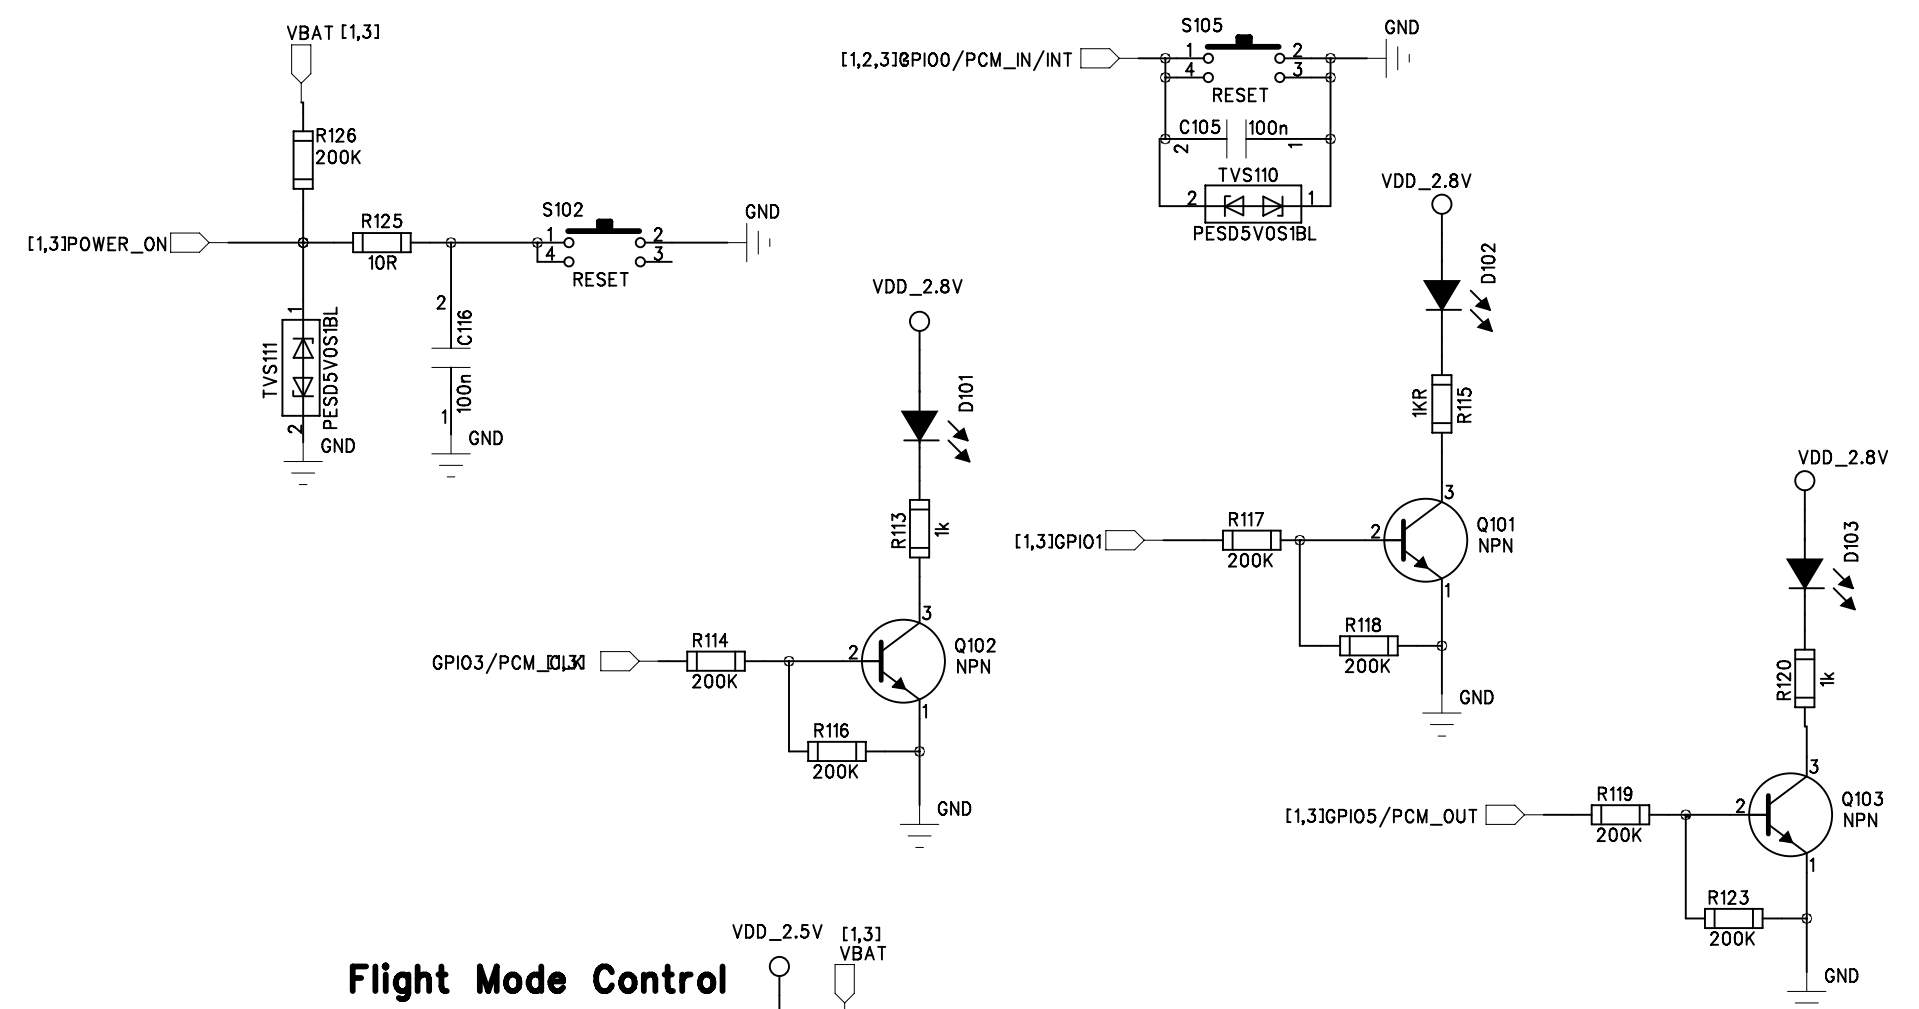 VBAT [1,3]
R126
200K
[1,3]POWER_ON
R125
10R
S102
1
2
4
3
RESET
GND
1
TVS111
PESD5V0S1BL
2
GND
2
C116
100n
1
GND
S105
[1,2,3]
GPIO0/PCM_IN/INT
1
2
4
3
RESET
GND
C105
100n
2
1
TVS110
2
1
PESD5V0S1BL
VDD_2.8V
D101
R113
1k
3
GPIO3/PCM_CLK
[1,3]
R114
200K
2
Q102
NPN
1
R116
200K
GND
VDD_2.8V
D102
1KR
R115
3
[1,3]GPIO1
R117
200K
2
Q101
NPN
1
R118
200K
GND
VDD_2.8V
D103
R120
1k
3
[1,3]GPIO5/PCM_OUT
R119
200K
2
Q103
NPN
1
R123
200K
GND
VDD_2.5V
[1,3]
VBAT
Flight Mode Control